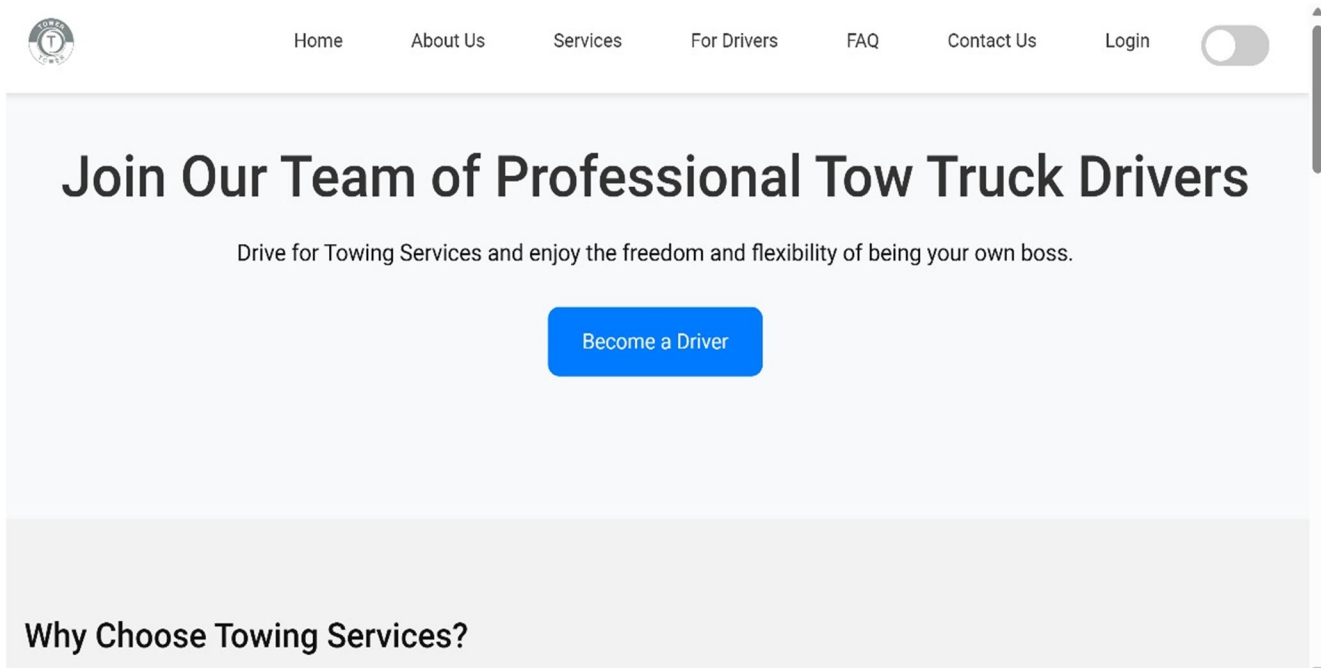 TOWER
T
TOWER
Home About Us Services For Drivers FAQ Contact Us Login
Join Our Team of Professional Tow Truck Drivers
Drive for Towing Services and enjoy the freedom and flexibility of being your own boss.
Become a Driver
Why Choose Towing Services?